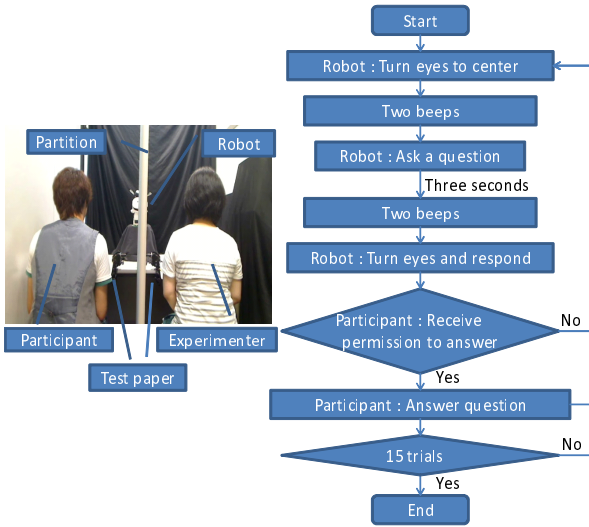 Partition
Robot
Participant
Experimenter
Test paper
Start
Robot : Turn eyes to center
Two beeps
Robot : Ask a question
Three seconds
Two beeps
Robot : Turn eyes and respond
Participant : Receive
permission to answer
No
Yes
Participant : Answer question
15 trials
No
Yes
End